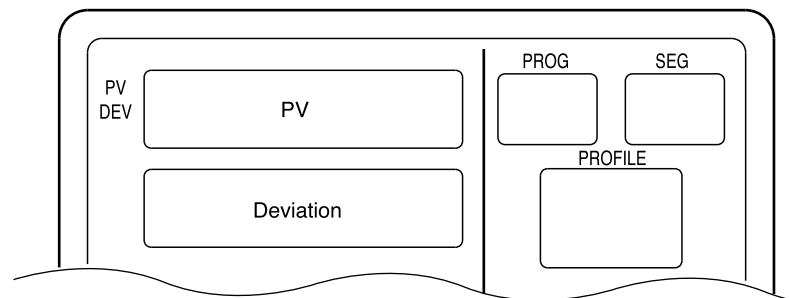 PROG
SEG
PV
DEV
PV
PROFILE
Deviation